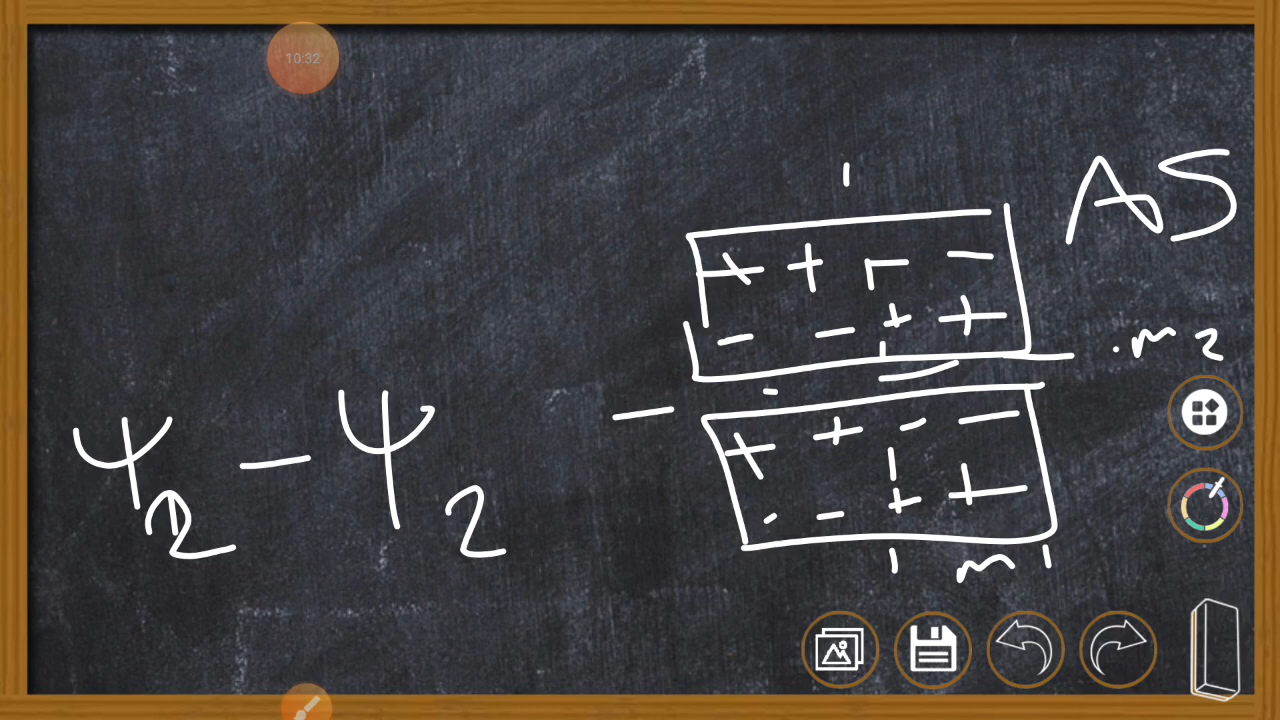 10:32
AS
+ + - -
- - + +
m2
Ψ2 - Ψ2
+ + - -
- - + +
m1